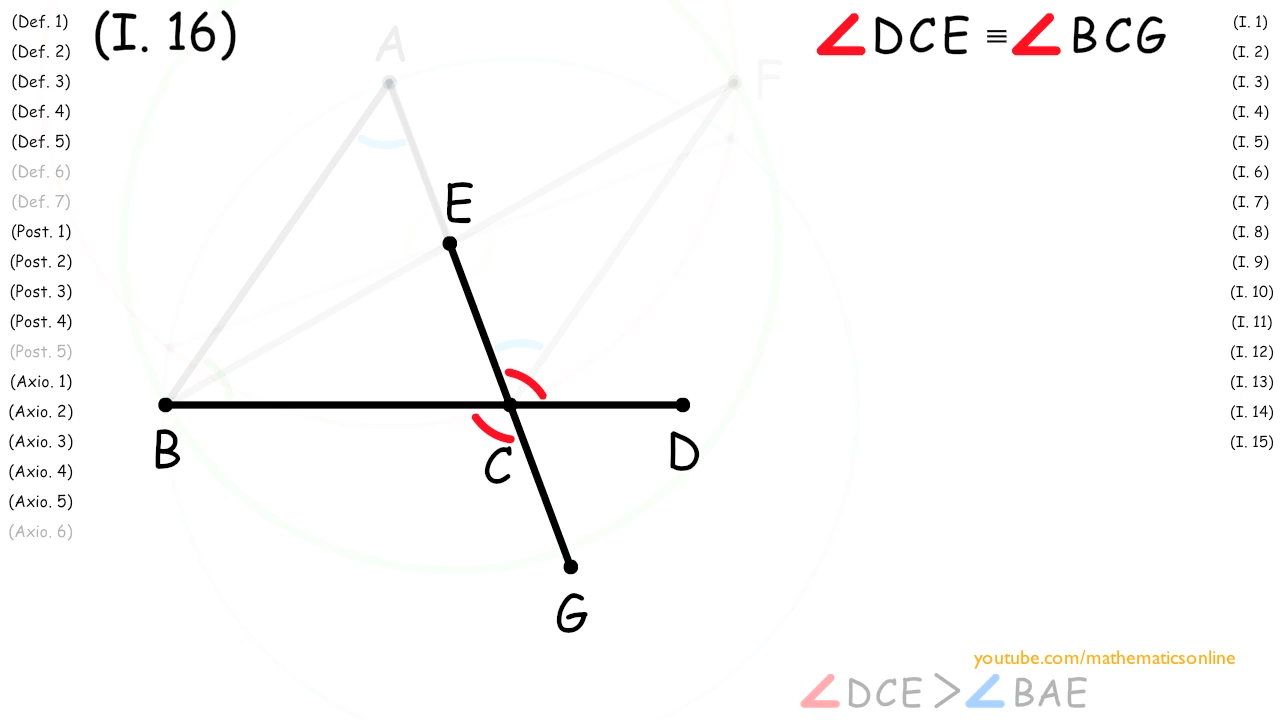 (Def. 1)
(Def. 2)
(Def. 3)
(Def. 4)
(Def. 5)
(Def. 6)
(Def. 7)
(Post. 1)
(Post. 2)
(Post. 3)
(Post. 4)
(Post. 5)
(Axio. 1)
(Axio. 2)
(Axio. 3)
(Axio. 4)
(Axio. 5)
(Axio. 6)
(I. 16)
A
F
E
B
C
D
G
∠DCE ≡ ∠BCG
(I. 1)
(I. 2)
(I. 3)
(I. 4)
(I. 5)
(I. 6)
(I. 7)
(I. 8)
(I. 9)
(I. 10)
(I. 11)
(I. 12)
(I. 13)
(I. 14)
(I. 15)
youtube.com/mathematicsonline
∠DCE > ∠BAE